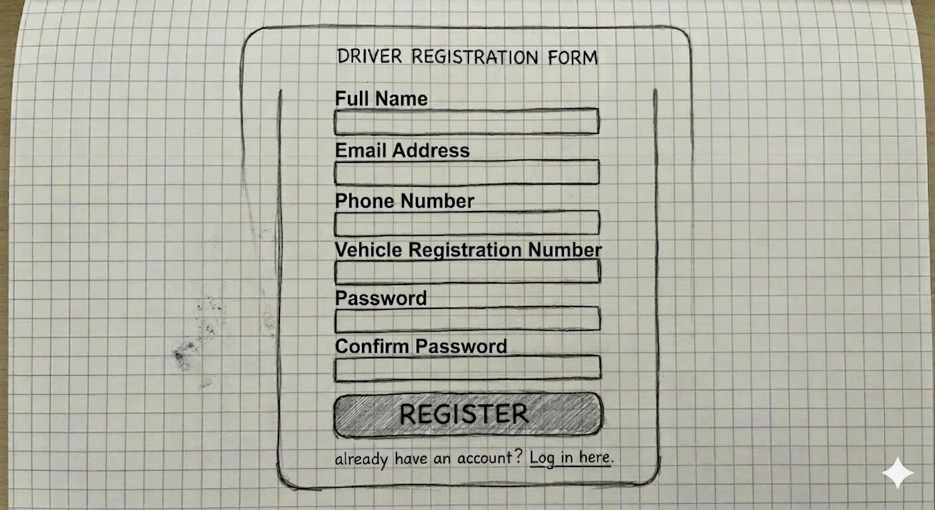 DRIVER REGISTRATION FORM
Full Name
Email Address
Phone Number
Vehicle Registration Number
Password
Confirm Password
REGISTER
already have an account? Log in here.